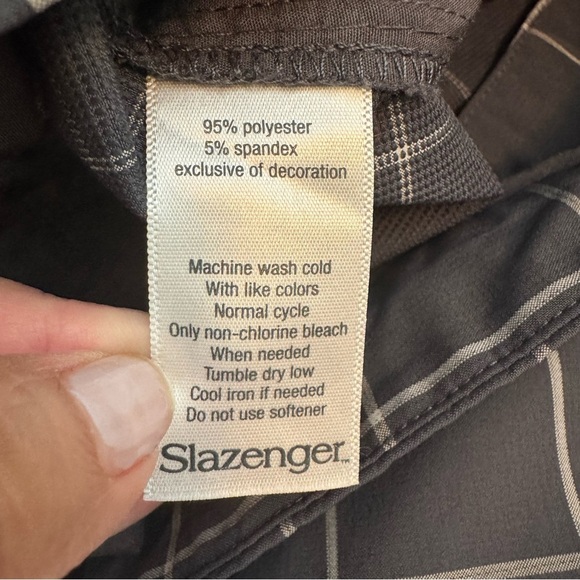 95% polyester
5% spandex
exclusive of decoration
Machine wash cold
With like colors
Normal cycle
Only non-chlorine bleach
When needed
Tumble dry low
Cool iron if needed
Do not use softener
Slazenger™